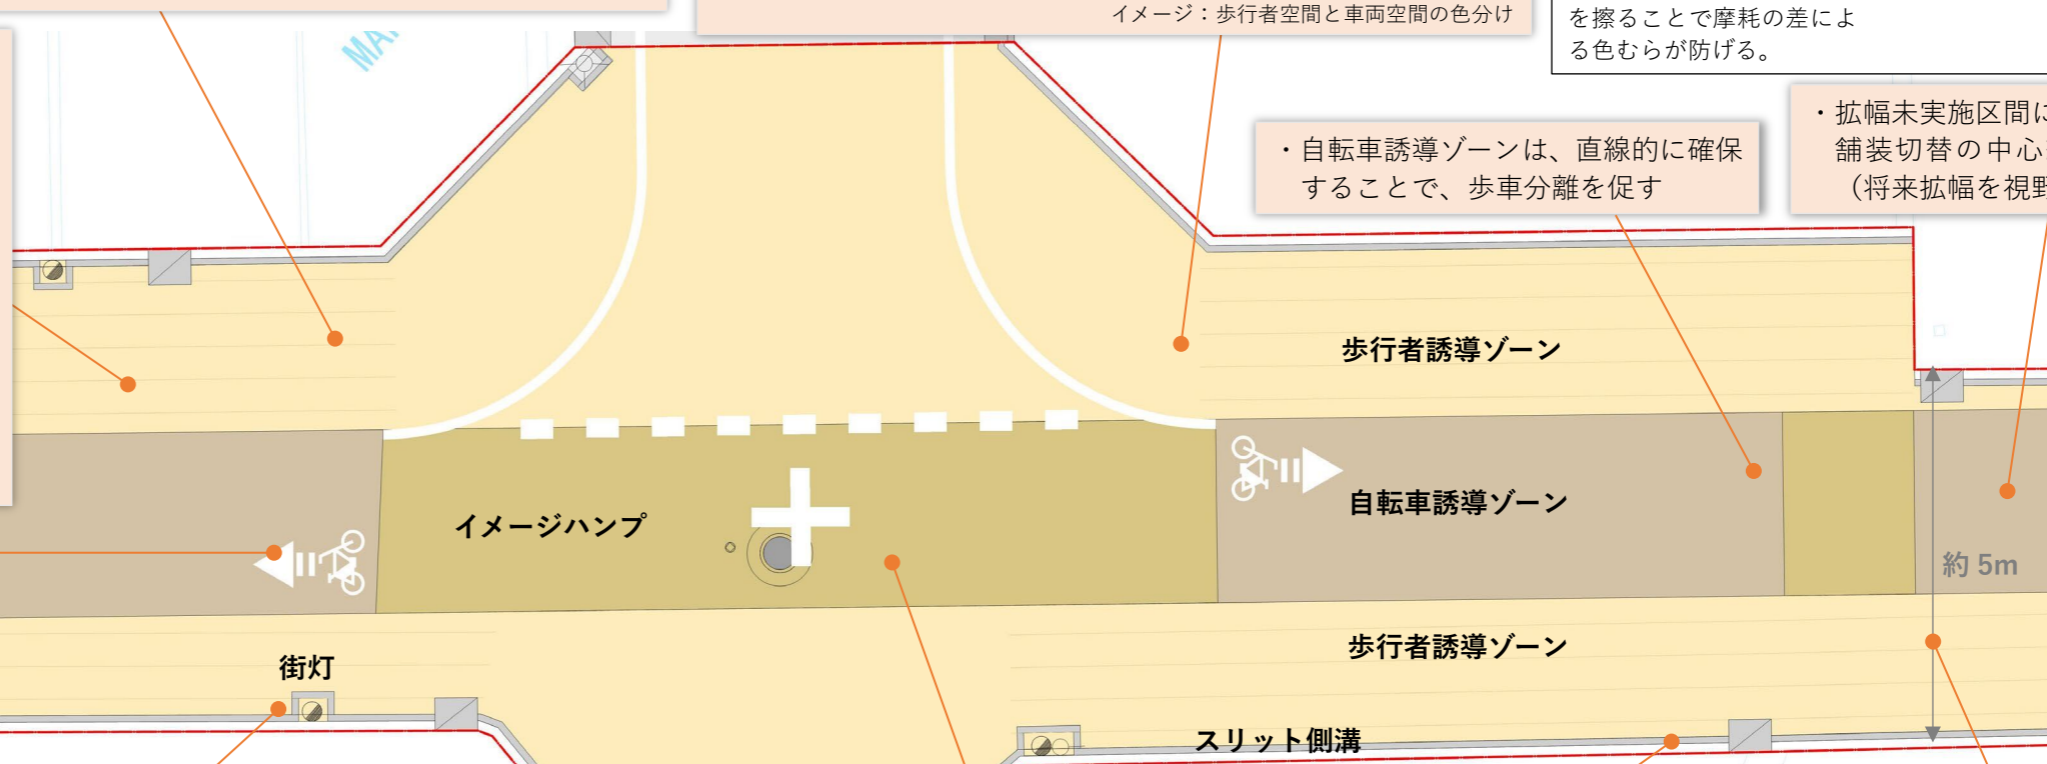 イメージ：歩行者空間と車両空間の色分け
を擦ることで摩耗の差によ
る色むらが防げる。
・自転車誘導ゾーンは、直線的に確保
することで、歩車分離を促す
・拡幅未実施区間に
舗装切替の中心
（将来拡幅を視野
歩行者誘導ゾーン
自転車誘導ゾーン
イメージハンプ
約 5m
歩行者誘導ゾーン
街灯
スリット側溝